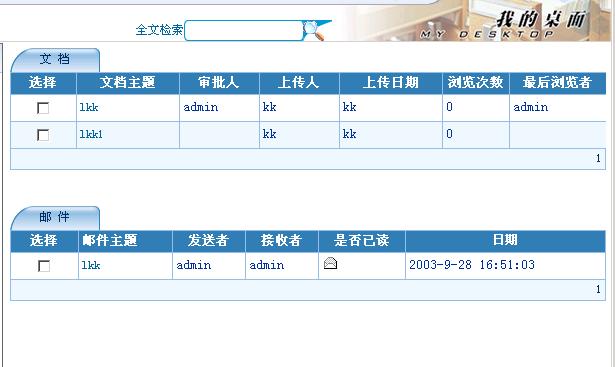 我的桌面
MY DESKTOP
全文检索
文 档
选择 文档主题 审批人 上传人 上传日期 浏览次数 最后浏览者
lkk admin kk kk 0 admin
lkk1 kk kk 0
1
邮 件
选择 邮件主题 发送者 接收者 是否已读 日期
lkk admin admin 2003-9-28 16:51:03
1